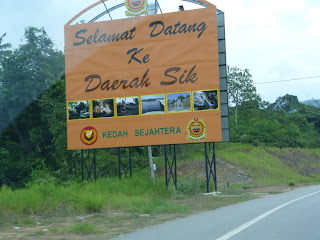 Selamat Datang
Ke
Daerah Sik
KEDAH SEJAHTERA